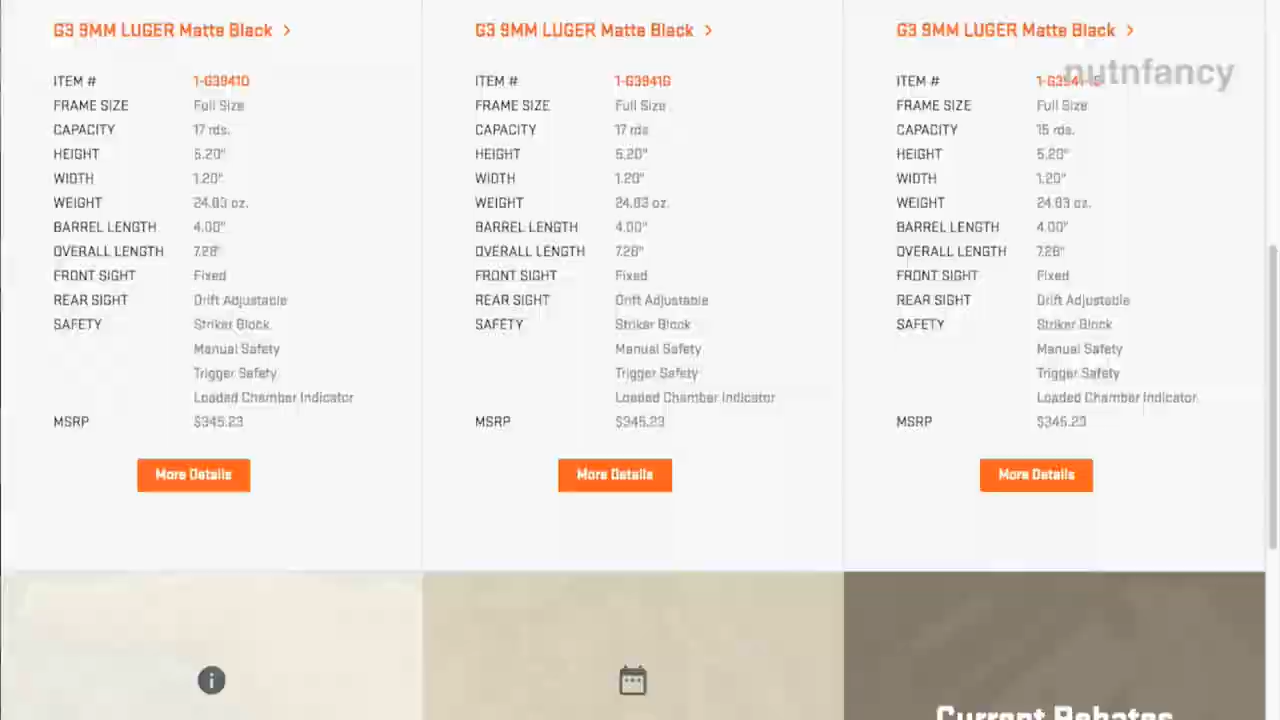 G3 9MM LUGER Matte Black >
ITEM # 1-G3941O
FRAME SIZE Full Size
CAPACITY 17 rds.
HEIGHT 5.20"
WIDTH 1.20"
WEIGHT 24.83 oz.
BARREL LENGTH 4.00"
OVERALL LENGTH 7.28"
FRONT SIGHT Fixed
REAR SIGHT Drift Adjustable
SAFETY Striker Block
Manual Safety
Trigger Safety
Loaded Chamber Indicator
MSRP $345.23
More Details
G3 9MM LUGER Matte Black >
ITEM # 1-G3941G
FRAME SIZE Full Size
CAPACITY 17 rds
HEIGHT 5.20"
WIDTH 1.20"
WEIGHT 24.83 oz.
BARREL LENGTH 4.00"
OVERALL LENGTH 7.28"
FRONT SIGHT Fixed
REAR SIGHT Drift Adjustable
SAFETY Striker Block
Manual Safety
Trigger Safety
Loaded Chamber Indicator
MSRP $345.23
More Details
G3 9MM LUGER Matte Black >
nutnfancy
ITEM #
FRAME SIZE Full Size
CAPACITY 15 rds.
HEIGHT 5.20"
WIDTH 1.20"
WEIGHT 24.83 oz.
BARREL LENGTH 4.00"
OVERALL LENGTH 7.28"
FRONT SIGHT Fixed
REAR SIGHT Drift Adjustable
SAFETY Striker Block
Manual Safety
Trigger Safety
Loaded Chamber Indicator
MSRP $345.23
More Details
Current Rebates